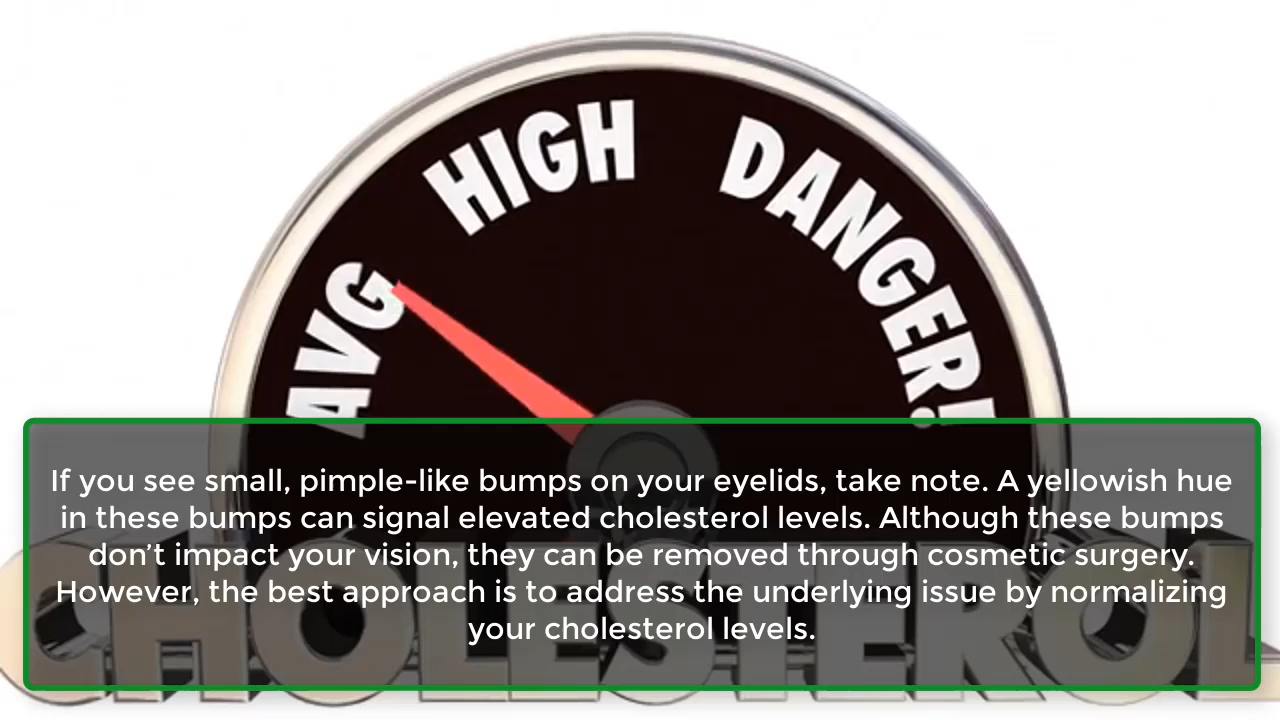 AVG
HIGH
DANGER!
If you see small, pimple-like bumps on your eyelids, take note. A yellowish hue
in these bumps can signal elevated cholesterol levels. Although these bumps
don’t impact your vision, they can be removed through cosmetic surgery.
However, the best approach is to address the underlying issue by normalizing
your cholesterol levels.
CHOLESTEROL